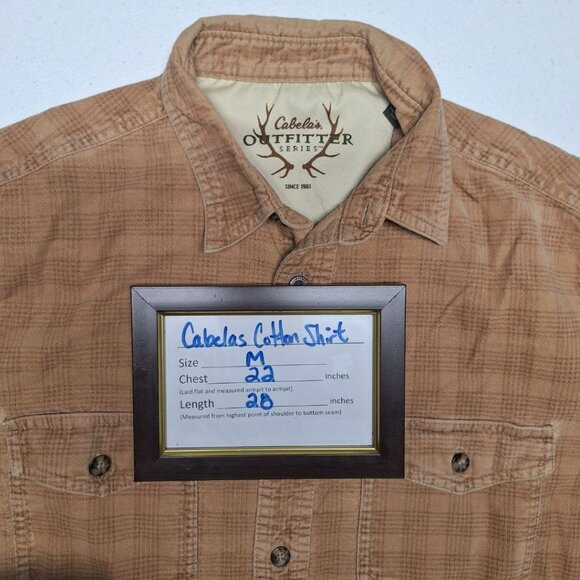 Cabela's
OUTFITTER
SERIES
SINCE 1961
Cabelas Cotton Shirt
Size M
Chest 22 inches
(Laid flat and measured armpit to armpit)
Length 28 inches
(Measured from highest point of shoulder to bottom seam)